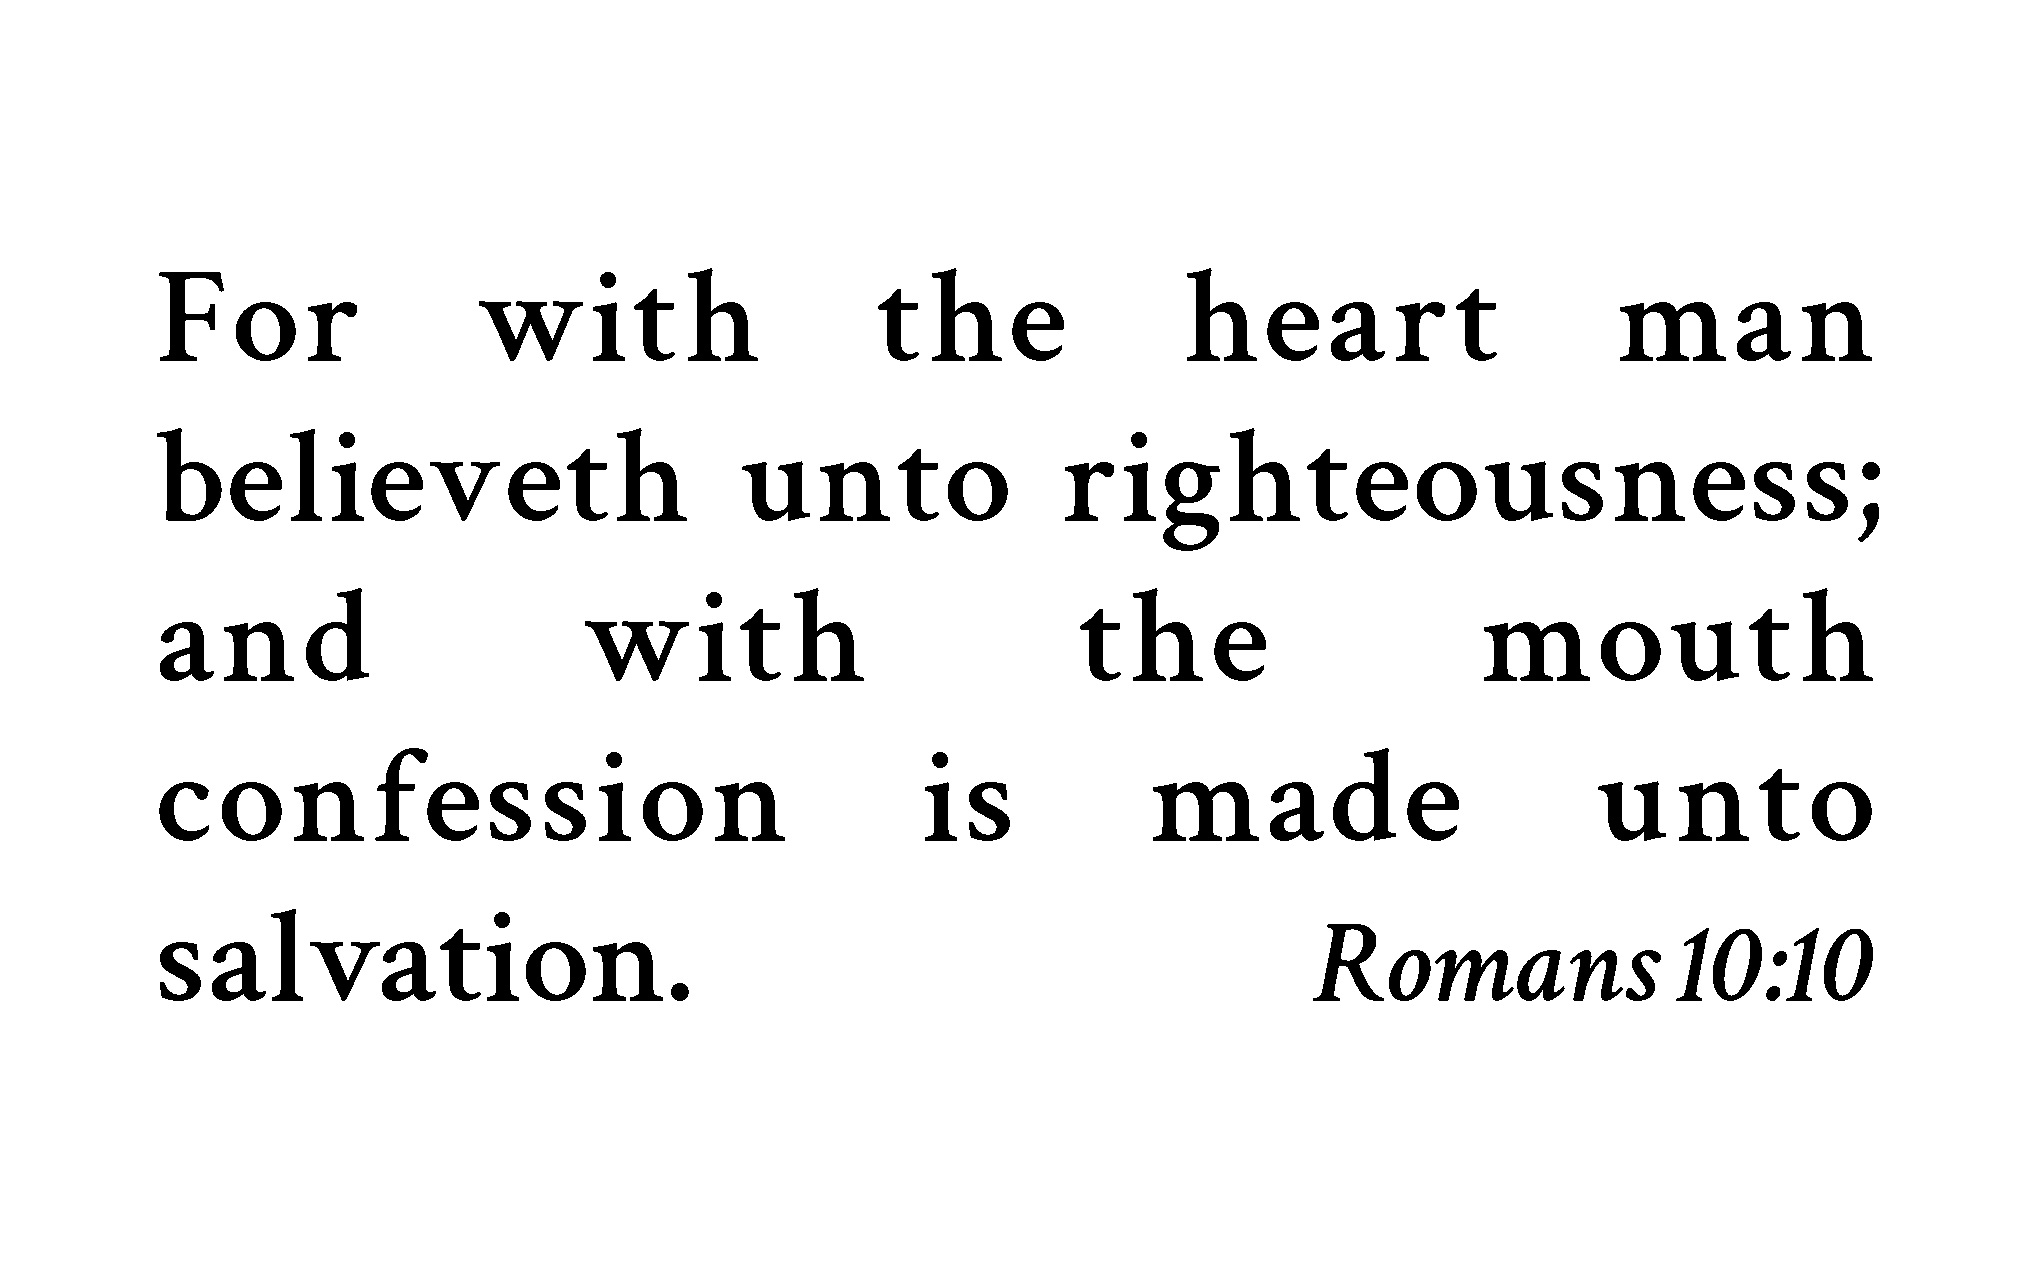 For with the heart man
believeth unto righteousness;
and with the mouth
confession is made unto
salvation. Romans 10:10